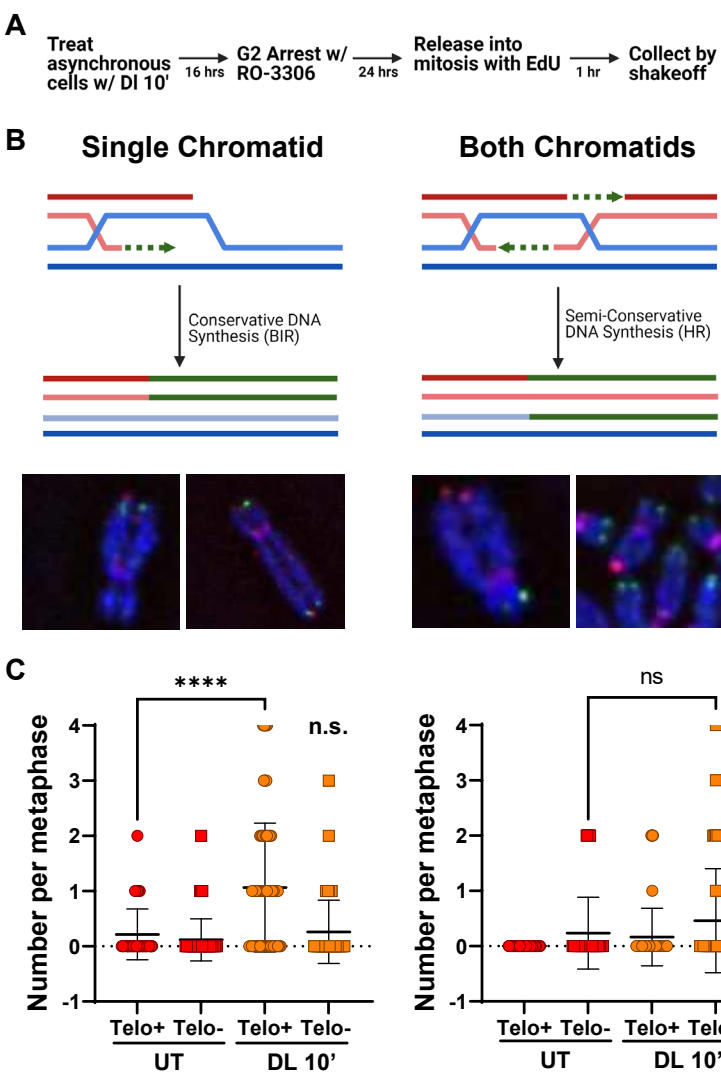 A
Treat
asynchronous
cells w/ Dl 10'
16 hrs
G2 Arrest w/
RO-3306
24 hrs
Release into
mitosis with EdU
1 hr
Collect by
shakeoff
B
Single Chromatid
Both Chromatids
Conservative DNA
Synthesis (BIR)
Semi-Conservative
DNA Synthesis (HR)
C
Number per metaphase
4
3
2
1
0
-1
****
n.s.
Telo+ Telo- Telo+ Telo-
UT
DL 10’
Number per metaphase
4
3
2
1
0
-1
ns
Telo+ Telo- Telo+ Telo
UT
DL 10’